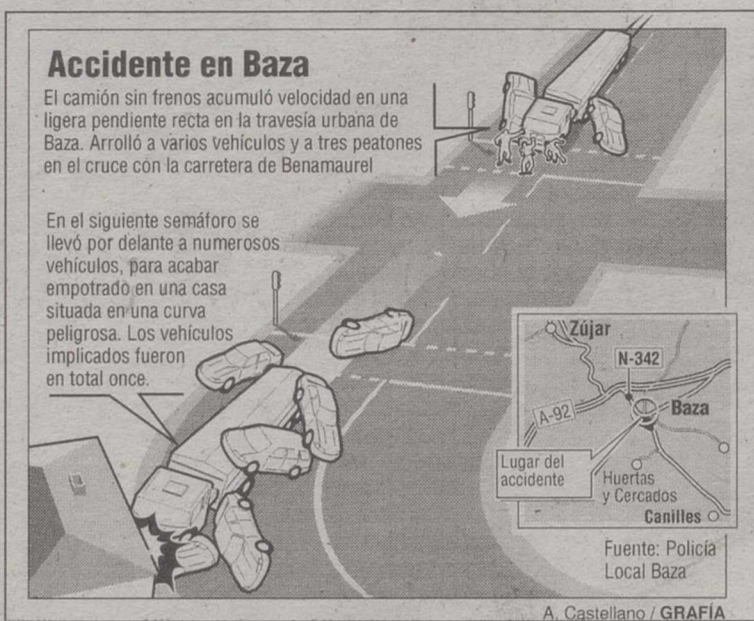 Accidente en Baza
El camión sin frenos acumuló velocidad en una
ligera pendiente recta en la travesía urbana de
Baza. Arrolló a varios vehículos y a tres peatones
en el cruce con la carretera de Benamaurel
En el siguiente semáforo se
llevó por delante a numerosos
vehículos, para acabar
empotrado en una casa
situada en una curva
peligrosa. Los vehículos
implicados fueron
en total once.
Zújar
N-342
A-92
Baza
Lugar del
accidente
Huertas
y Cercados
Canilles
Fuente: Policía
Local Baza
A. Castellano / GRAFÍA